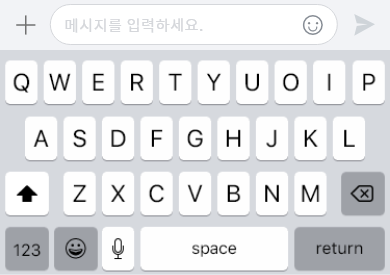 메시지를 입력하세요.
Q W E R T Y U O I P
A S D F G H J K L
Z X C V B N M
123 space return